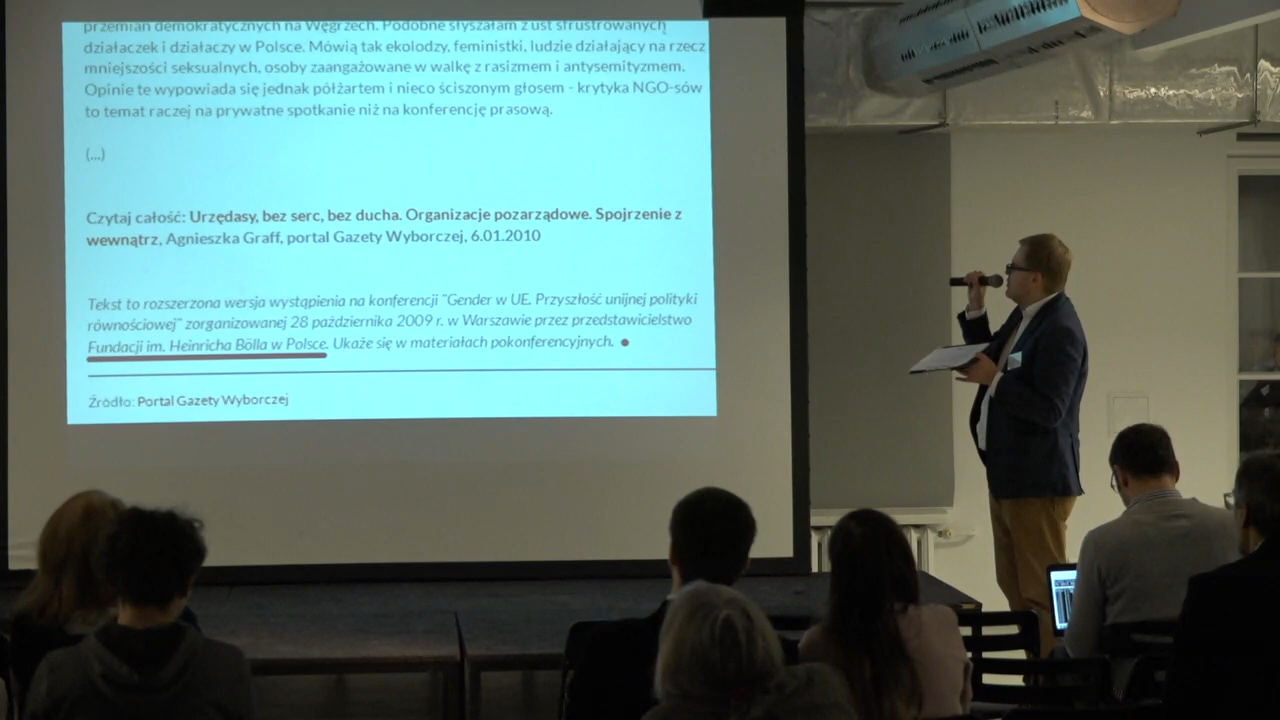 przemian demokratycznych na Węgrzech. Podobne słyszałam z ust sfrustrowanych
działaczek i działaczy w Polsce. Mówią tak ekolodzy, feministki, ludzie działający na rzecz
mniejszości seksualnych, osoby zaangażowane w walkę z rasizmem i antysemityzmem.
Opinie te wypowiada się jednak półżartem i nieco ściszonym głosem - krytyka NGO-sów
to temat raczej na prywatne spotkanie niż na konferencję prasową.
(...)
Czytaj całość: Urzędasy, bez serc, bez ducha. Organizacje pozarządowe. Spojrzenie z
wewnątrz, Agnieszka Graff, portal Gazety Wyborczej, 6.01.2010
Tekst to rozszerzona wersja wystąpienia na konferencji "Gender w UE. Przyszłość unijnej polityki
równościowej" zorganizowanej 28 października 2009 r. w Warszawie przez przedstawicielstwo
Fundacji im. Heinricha Bölla w Polsce. Ukaże się w materiałach pokonferencyjnych.
Źródło: Portal Gazety Wyborczej